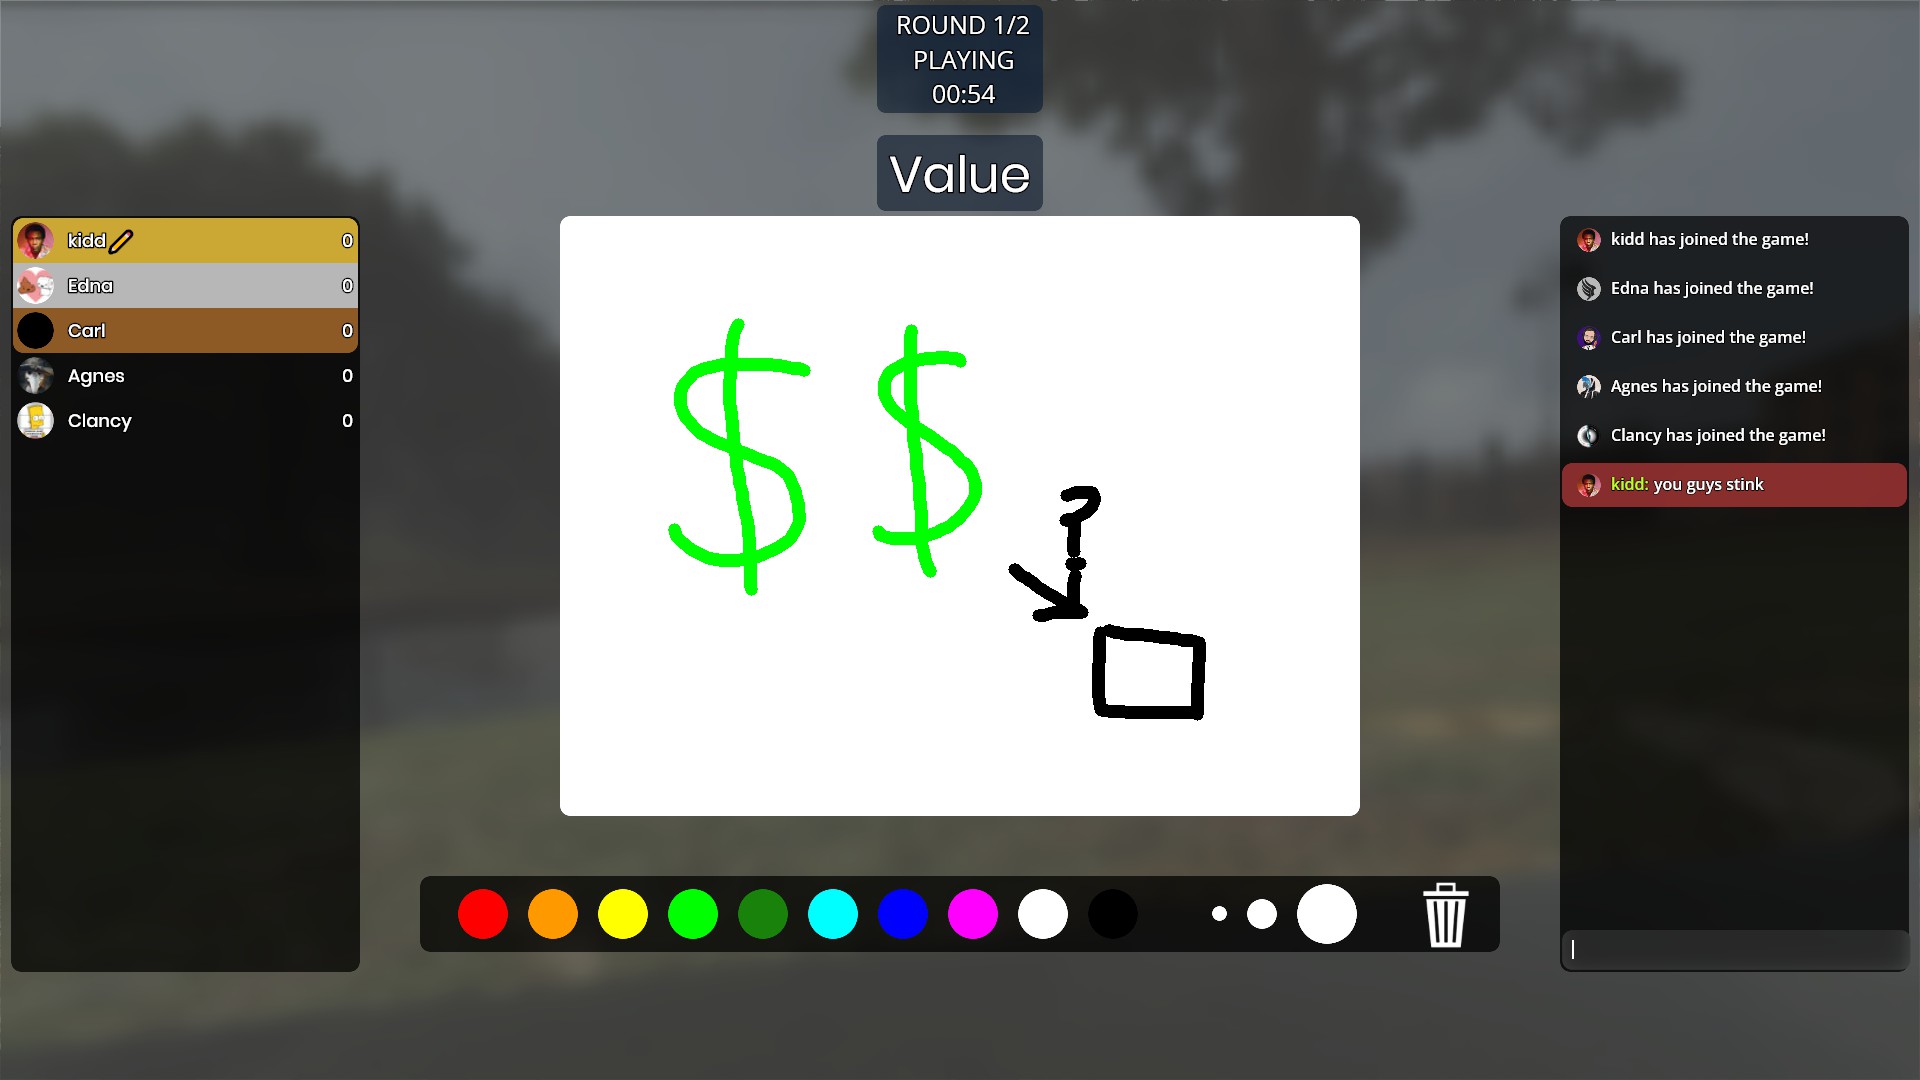 ROUND 1/2
PLAYING
00:54
Value
kidd 0
Edna 0
Carl 0
Agnes 0
Clancy 0
$ $
?
kidd has joined the game!
Edna has joined the game!
Carl has joined the game!
Agnes has joined the game!
Clancy has joined the game!
kidd: you guys stink